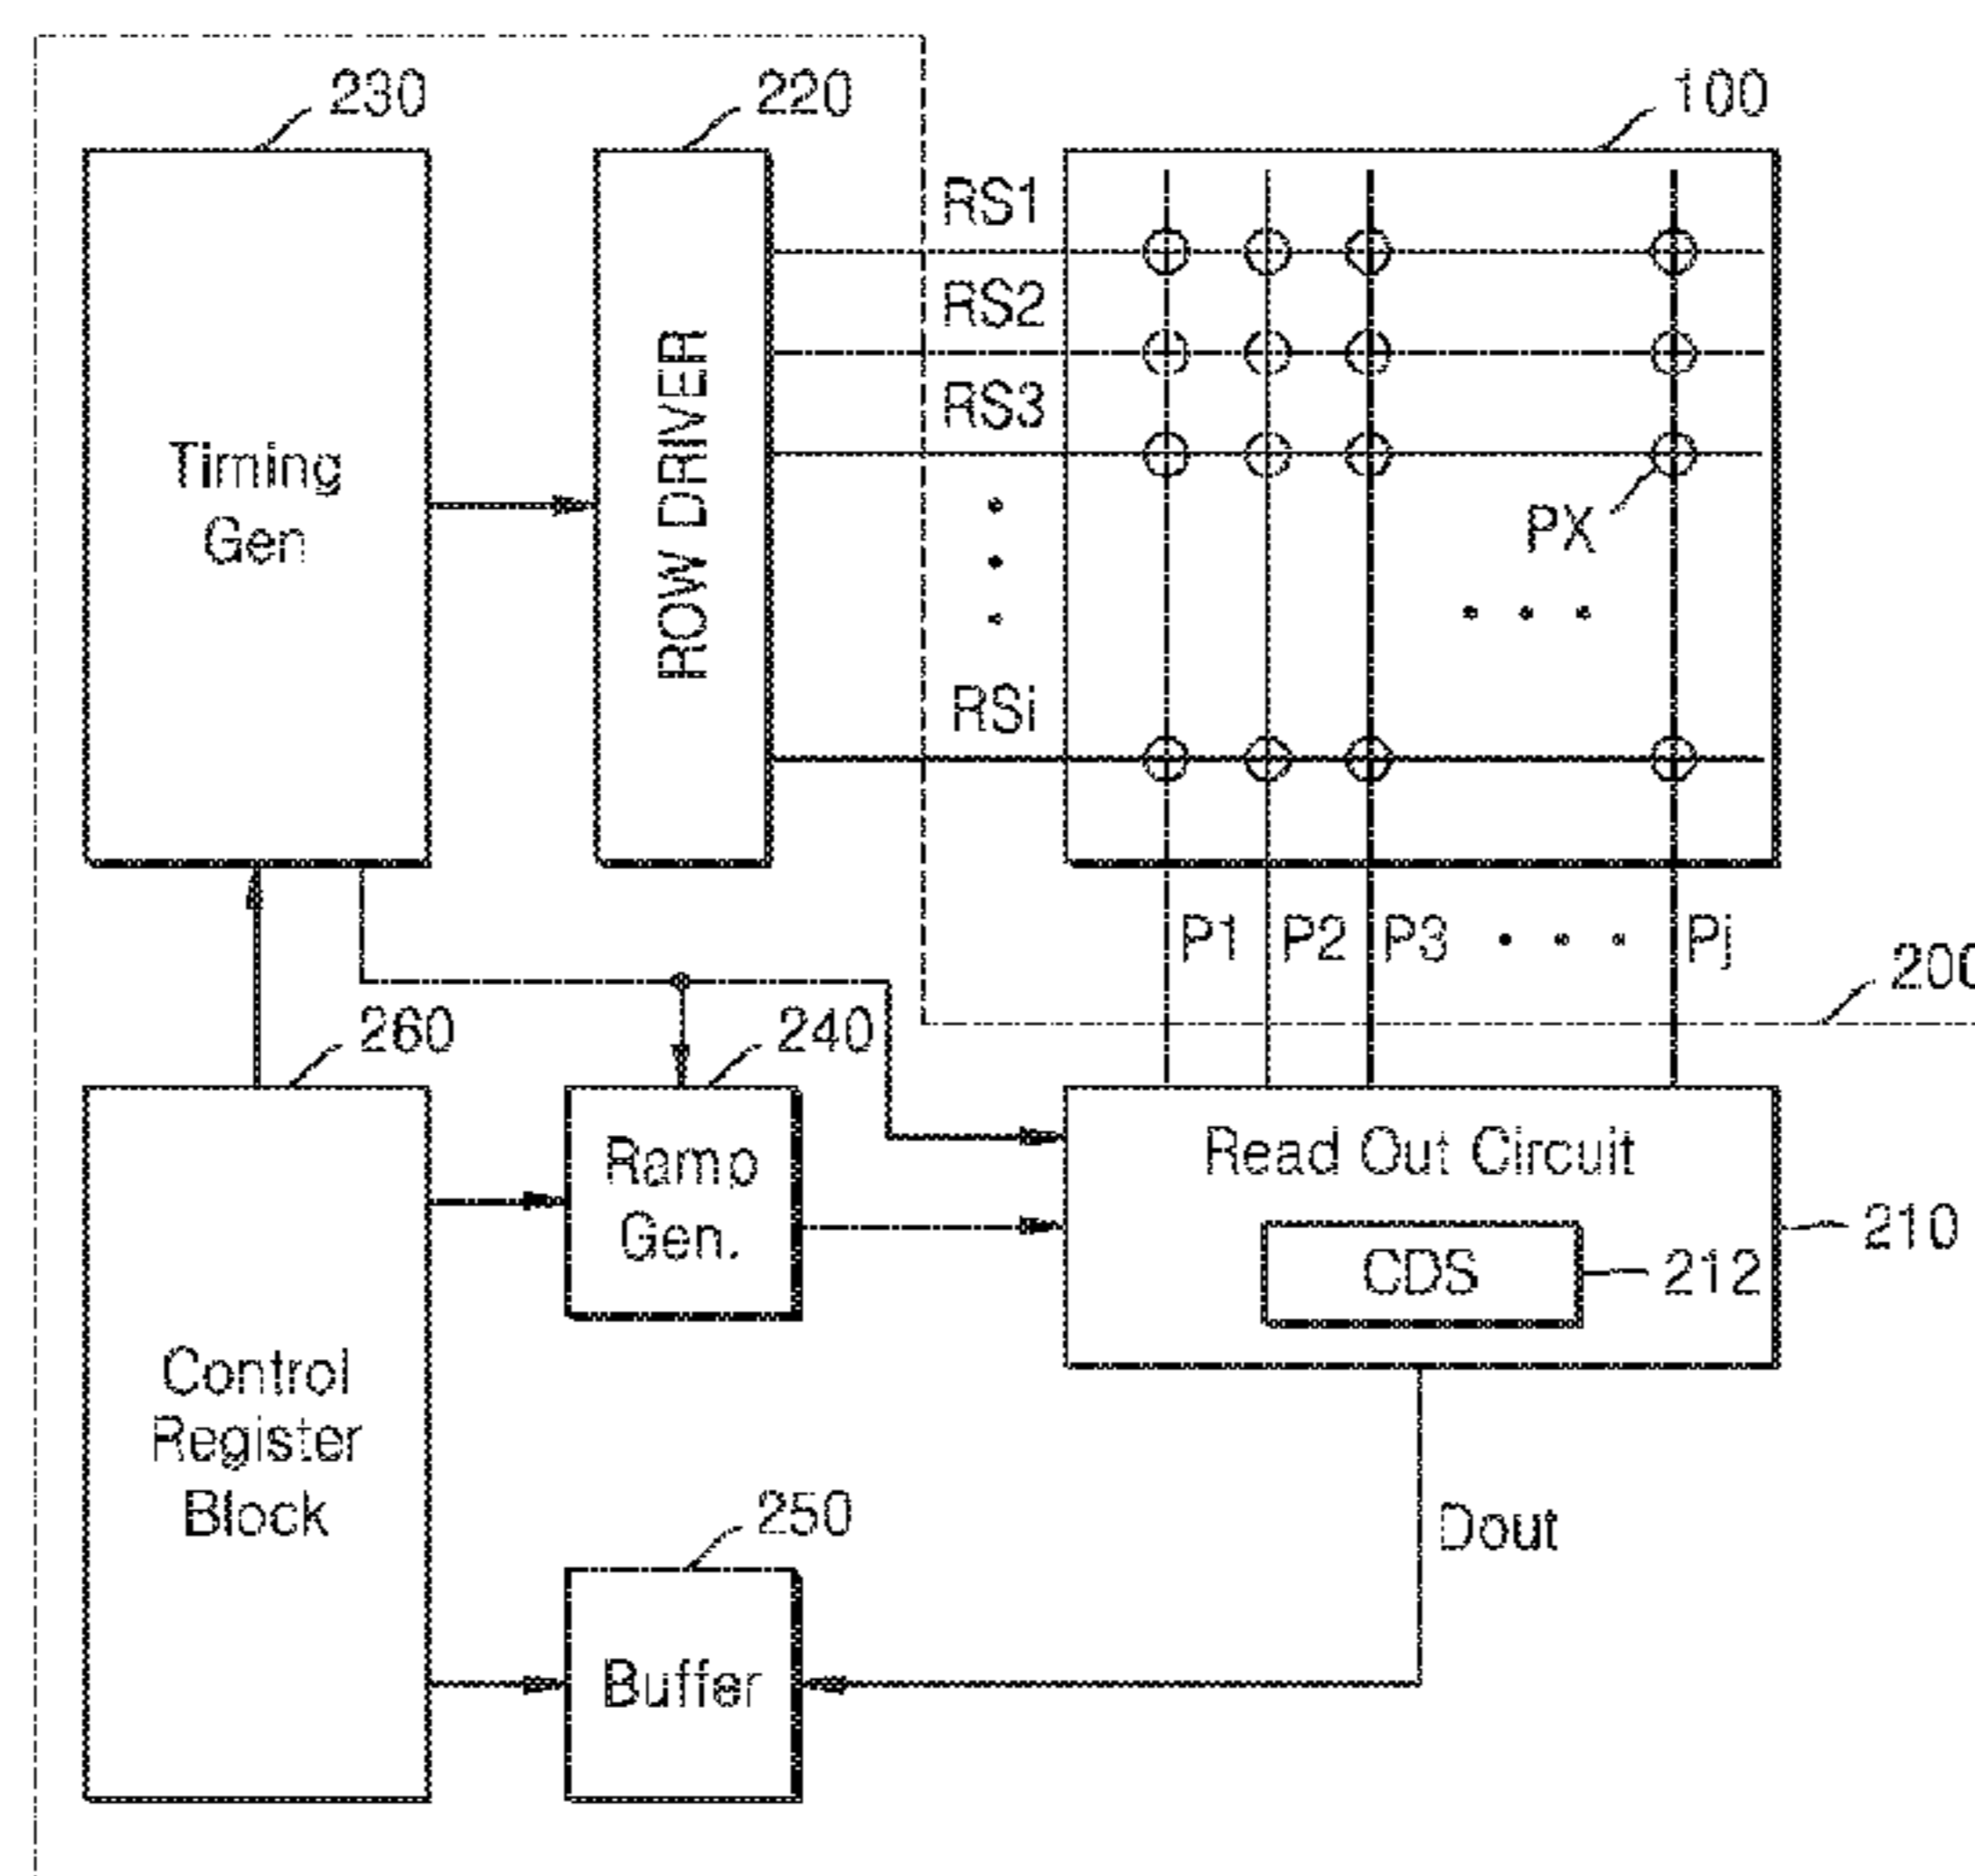 230
220
100
RS1
RS2
RS3
RSi
Timing
Gen
ROW DRIVER
PX
P1 P2 P3 Pj
200
260
240
Ramp
Gen.
Read Out Circuit
210
CDS
212
Control
Register
Block
250
Buffer
Dout